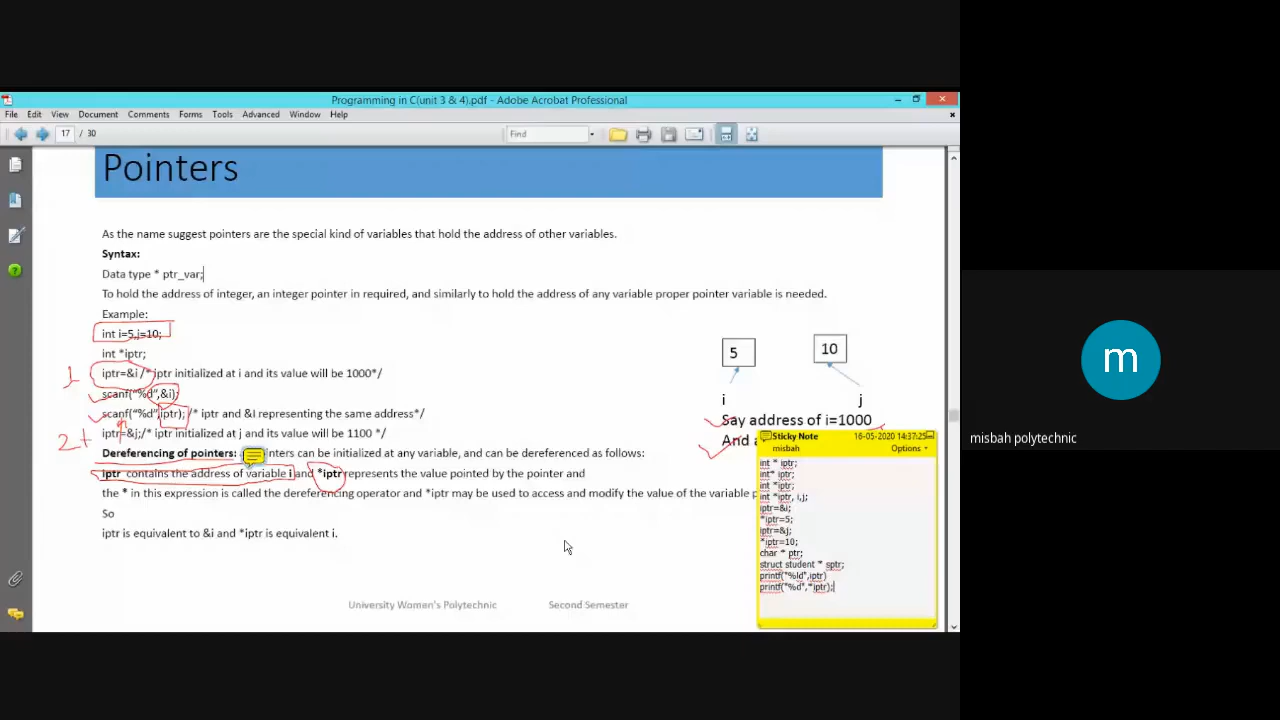 Programming in C(unit 3 & 4).pdf - Adobe Acrobat Professional
File Edit View Document Comments Forms Tools Advanced Window Help
17 / 30
Find
Pointers
As the name suggest pointers are the special kind of variables that hold the address of other variables.
Syntax:
Data type * ptr_var;
To hold the address of integer, an integer pointer in required, and similarly to hold the address of any variable proper pointer variable is needed.
Example:
int i=5,j=10;
int *iptr;
1
iptr=&i /* iptr initialized at i and its value will be 1000*/
scanf("%d",&i);
scanf("%d",iptr); /* iptr and &I representing the same address*/
2
iptr=&j;/* iptr initialized at j and its value will be 1100 */
Dereferencing of pointers: inters can be initialized at any variable, and can be dereferenced as follows:
iptr contains the address of variable i and *iptr represents the value pointed by the pointer and
the * in this expression is called the dereferencing operator and *iptr may be used to access and modify the value of the variable
So
iptr is equivalent to &i and *iptr is equivalent i.
University Women's Polytechnic Second Semester
5 10
i j
Say address of i=1000
And
Sticky Note 16-05-2020 14:37:25
misbah Options
int * iptr;
int* iptr;
int *iptr;
int *iptr, i,j;
iptr=&i;
*iptr=5;
iptr=&j;
*iptr=10;
char * ptr;
struct student * sptr;
printf("%ld",iptr)
printf("%d",*iptr);
m
misbah polytechnic